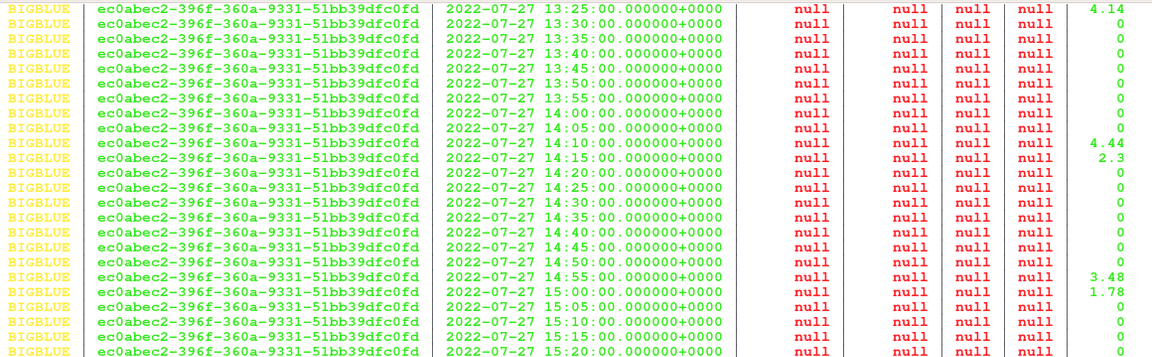 BIGBLUE | ec0abec2-396f-360a-9331-51bb39dfc0fd | 2022-07-27 13:25:00.000000+0000 | null | null | null | null | 4.14
BIGBLUE | ec0abec2-396f-360a-9331-51bb39dfc0fd | 2022-07-27 13:30:00.000000+0000 | null | null | null | null | 0
BIGBLUE | ec0abec2-396f-360a-9331-51bb39dfc0fd | 2022-07-27 13:35:00.000000+0000 | null | null | null | null | 0
BIGBLUE | ec0abec2-396f-360a-9331-51bb39dfc0fd | 2022-07-27 13:40:00.000000+0000 | null | null | null | null | 0
BIGBLUE | ec0abec2-396f-360a-9331-51bb39dfc0fd | 2022-07-27 13:45:00.000000+0000 | null | null | null | null | 0
BIGBLUE | ec0abec2-396f-360a-9331-51bb39dfc0fd | 2022-07-27 13:50:00.000000+0000 | null | null | null | null | 0
BIGBLUE | ec0abec2-396f-360a-9331-51bb39dfc0fd | 2022-07-27 13:55:00.000000+0000 | null | null | null | null | 0
BIGBLUE | ec0abec2-396f-360a-9331-51bb39dfc0fd | 2022-07-27 14:00:00.000000+0000 | null | null | null | null | 0
BIGBLUE | ec0abec2-396f-360a-9331-51bb39dfc0fd | 2022-07-27 14:05:00.000000+0000 | null | null | null | null | 0
BIGBLUE | ec0abec2-396f-360a-9331-51bb39dfc0fd | 2022-07-27 14:10:00.000000+0000 | null | null | null | null | 4.44
BIGBLUE | ec0abec2-396f-360a-9331-51bb39dfc0fd | 2022-07-27 14:15:00.000000+0000 | null | null | null | null | 2.3
BIGBLUE | ec0abec2-396f-360a-9331-51bb39dfc0fd | 2022-07-27 14:20:00.000000+0000 | null | null | null | null | 0
BIGBLUE | ec0abec2-396f-360a-9331-51bb39dfc0fd | 2022-07-27 14:25:00.000000+0000 | null | null | null | null | 0
BIGBLUE | ec0abec2-396f-360a-9331-51bb39dfc0fd | 2022-07-27 14:30:00.000000+0000 | null | null | null | null | 0
BIGBLUE | ec0abec2-396f-360a-9331-51bb39dfc0fd | 2022-07-27 14:35:00.000000+0000 | null | null | null | null | 0
BIGBLUE | ec0abec2-396f-360a-9331-51bb39dfc0fd | 2022-07-27 14:40:00.000000+0000 | null | null | null | null | 0
BIGBLUE | ec0abec2-396f-360a-9331-51bb39dfc0fd | 2022-07-27 14:45:00.000000+0000 | null | null | null | null | 0
BIGBLUE | ec0abec2-396f-360a-9331-51bb39dfc0fd | 2022-07-27 14:50:00.000000+0000 | null | null | null | null | 0
BIGBLUE | ec0abec2-396f-360a-9331-51bb39dfc0fd | 2022-07-27 14:55:00.000000+0000 | null | null | null | null | 3.48
BIGBLUE | ec0abec2-396f-360a-9331-51bb39dfc0fd | 2022-07-27 15:00:00.000000+0000 | null | null | null | null | 1.78
BIGBLUE | ec0abec2-396f-360a-9331-51bb39dfc0fd | 2022-07-27 15:05:00.000000+0000 | null | null | null | null | 0
BIGBLUE | ec0abec2-396f-360a-9331-51bb39dfc0fd | 2022-07-27 15:10:00.000000+0000 | null | null | null | null | 0
BIGBLUE | ec0abec2-396f-360a-9331-51bb39dfc0fd | 2022-07-27 15:15:00.000000+0000 | null | null | null | null | 0
BIGBLUE | ec0abec2-396f-360a-9331-51bb39dfc0fd | 2022-07-27 15:20:00.000000+0000 | null | null | null | null | 0